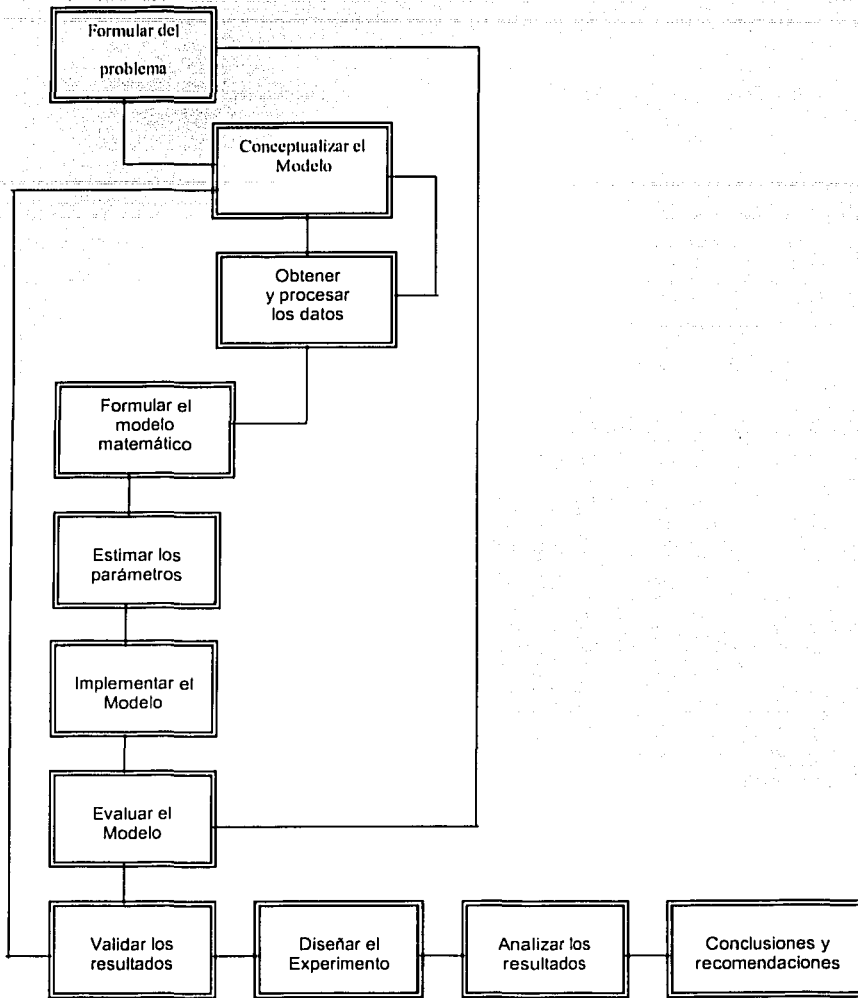 Formular del
problema
Conceptualizar el
Modelo
Obtener
y procesar
los datos
Formular el
modelo
matemático
Estimar los
parámetros
Implementar el
Modelo
Evaluar el
Modelo
Validar los
resultados
Diseñar el
Experimento
Analizar los
resultados
Conclusiones y
recomendaciones